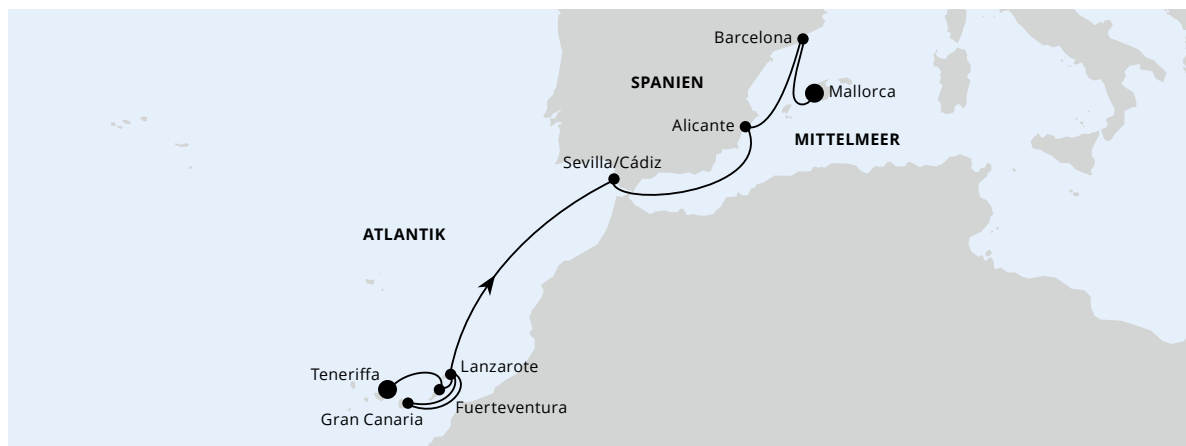 Barcelona
SPANIEN
Mallorca
Alicante
MITTELMEER
Sevilla/Cádiz
ATLANTIK
Lanzarote
Teneriffa
Fuerteventura
Gran Canaria